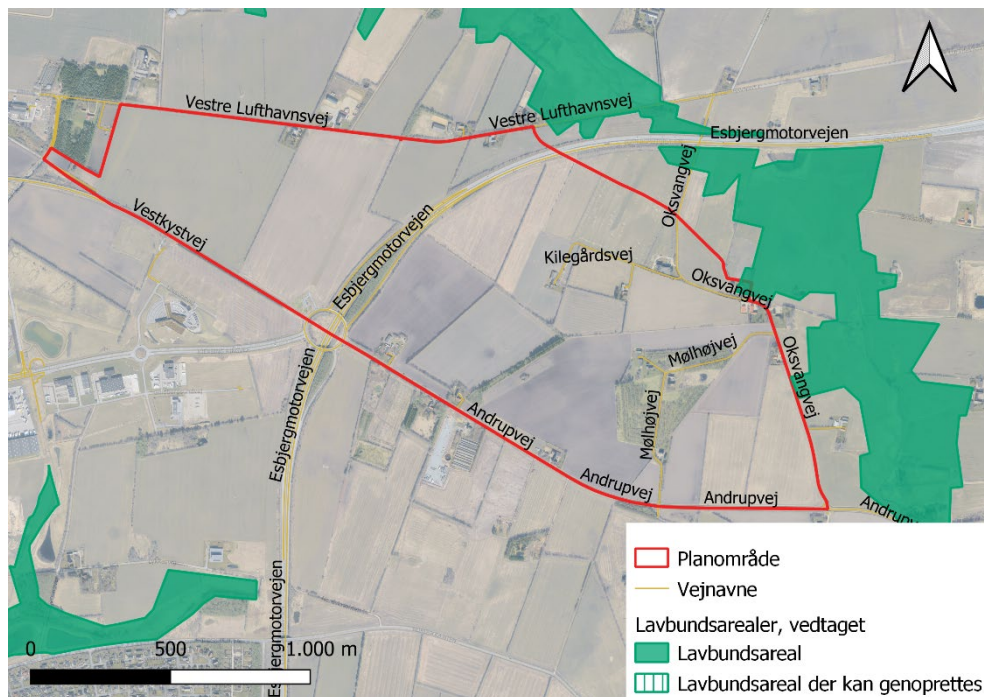 Vestre Lufthavnsvej
Vestre Lufthavnsvej
Esbjergmotorvejen
Oksvangvej
Vestkystvej
Esbjergmotorvejen
Kilegårdsvej
Oksvangvej
Mølhøjvej
Oksvangvej
Esbjergmotorvejen
Andrupvej
Mølhøjvej
Andrupvej
Andrupvej
Andrupv
Esbjergmotorvejen
Planområde
Vejnavne
Lavbundsarealer, vedtaget
Lavbundsareal
Lavbundsareal der kan genoprettes
0 500 1.000 m